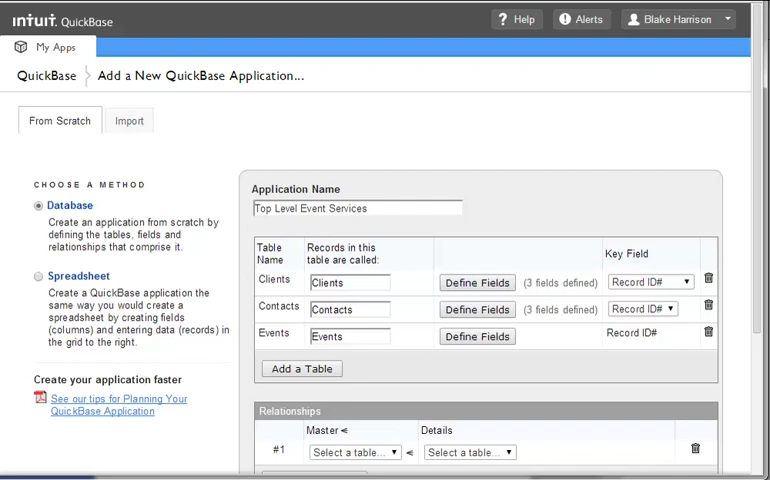 intuit QuickBase
Help
Alerts
Blake Harrison
My Apps
QuickBase
Add a New QuickBase Application...
From Scratch
Import
CHOOSE A METHOD
Database
Create an application from scratch by
defining the tables, fields and
relationships that comprise it.
Spreadsheet
Create a QuickBase application the
same way you would create a
spreadsheet by creating fields
(columns) and entering data (records) in
the grid to the right.
Create your application faster
See our tips for Planning Your
QuickBase Application
Application Name
Top Level Event Services
Table
Name
Records in this
table are called:
Key Field
Clients
Clients
Define Fields
(3 fields defined)
Record ID#
Contacts
Contacts
Define Fields
(3 fields defined)
Record ID#
Events
Events
Define Fields
Record ID#
Add a Table
Relationships
Master
Details
#1
Select a table...
Select a table...